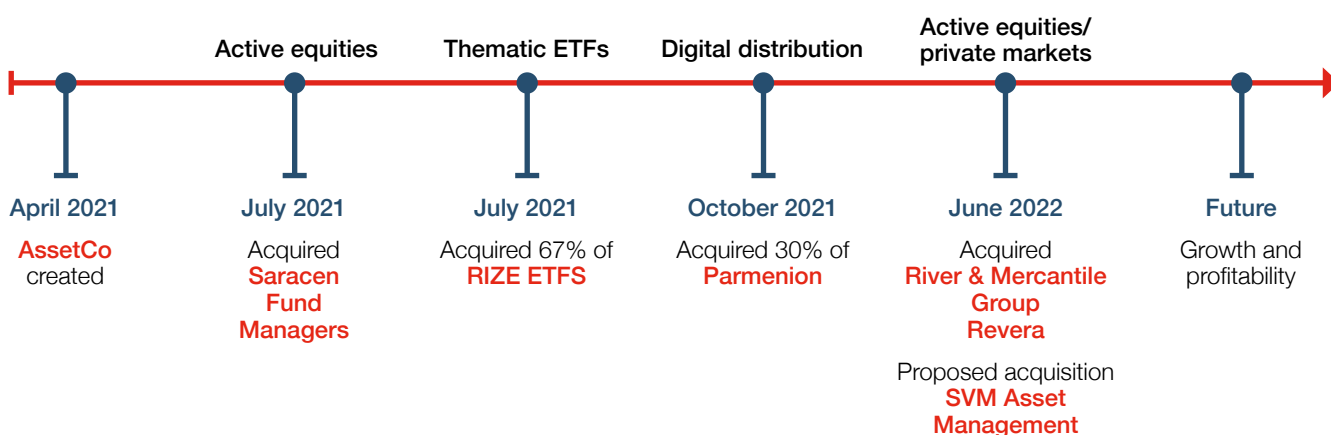 Active equities
Thematic ETFs
Digital distribution
Active equities/
private markets
April 2021
AssetCo
created
July 2021
Acquired
Saracen
Fund
Managers
July 2021
Acquired 67% of
RIZE ETFS
October 2021
Acquired 30% of
Parmenion
June 2022
Acquired
River & Mercantile
Group
Revera
Proposed acquisition
SVM Asset
Management
Future
Growth and
profitability